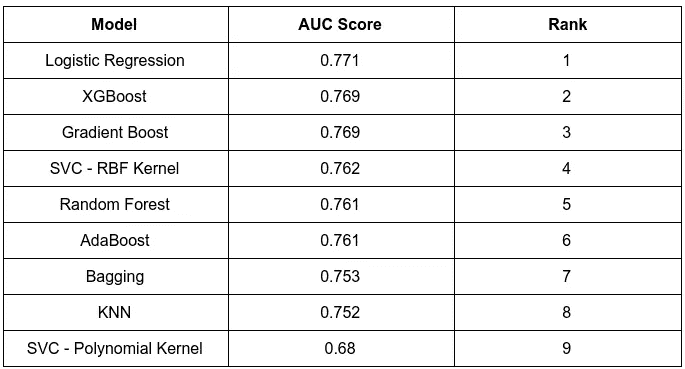 Model AUC Score Rank
Logistic Regression 0.771 1
XGBoost 0.769 2
Gradient Boost 0.769 3
SVC - RBF Kernel 0.762 4
Random Forest 0.761 5
AdaBoost 0.761 6
Bagging 0.753 7
KNN 0.752 8
SVC - Polynomial Kernel 0.68 9